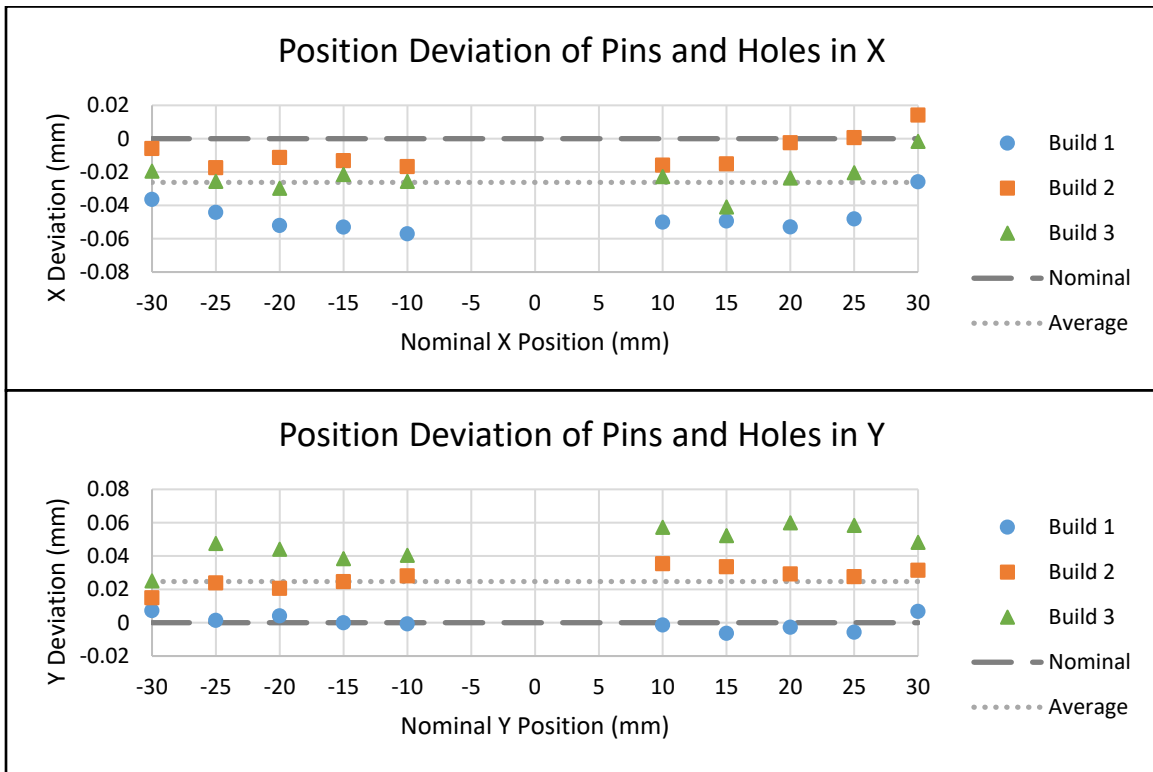 Position Deviation of Pins and Holes in X
0.02
0
-0.02
-0.04
-0.06
-0.08
X Deviation (mm)
-30 -25 -20 -15 -10 -5 0 5 10 15 20 25 30
Nominal X Position (mm)
Build 1
Build 2
Build 3
Nominal
Average
Position Deviation of Pins and Holes in Y
0.08
0.06
0.04
0.02
0
-0.02
Y Deviation (mm)
-30 -25 -20 -15 -10 -5 0 5 10 15 20 25 30
Nominal Y Position (mm)
Build 1
Build 2
Build 3
Nominal
Average